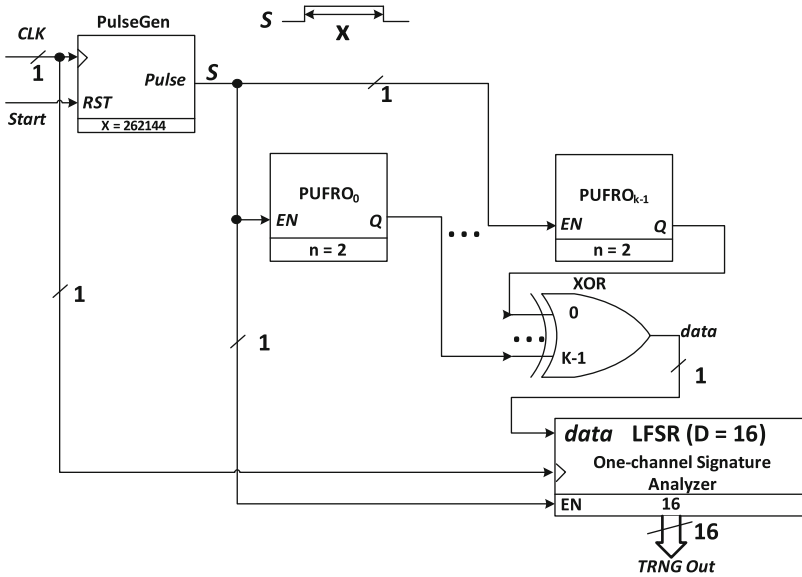 PulseGen
CLK
1
Pulse
RST
Start
X = 262144
S
X
S
1
PUFRO0
EN Q
n = 2
...
PUFROk-1
EN Q
n = 2
XOR
0
...
K-1
data
1
1
1
data LFSR (D = 16)
One-channel Signature
Analyzer
EN 16
16
TRNG Out